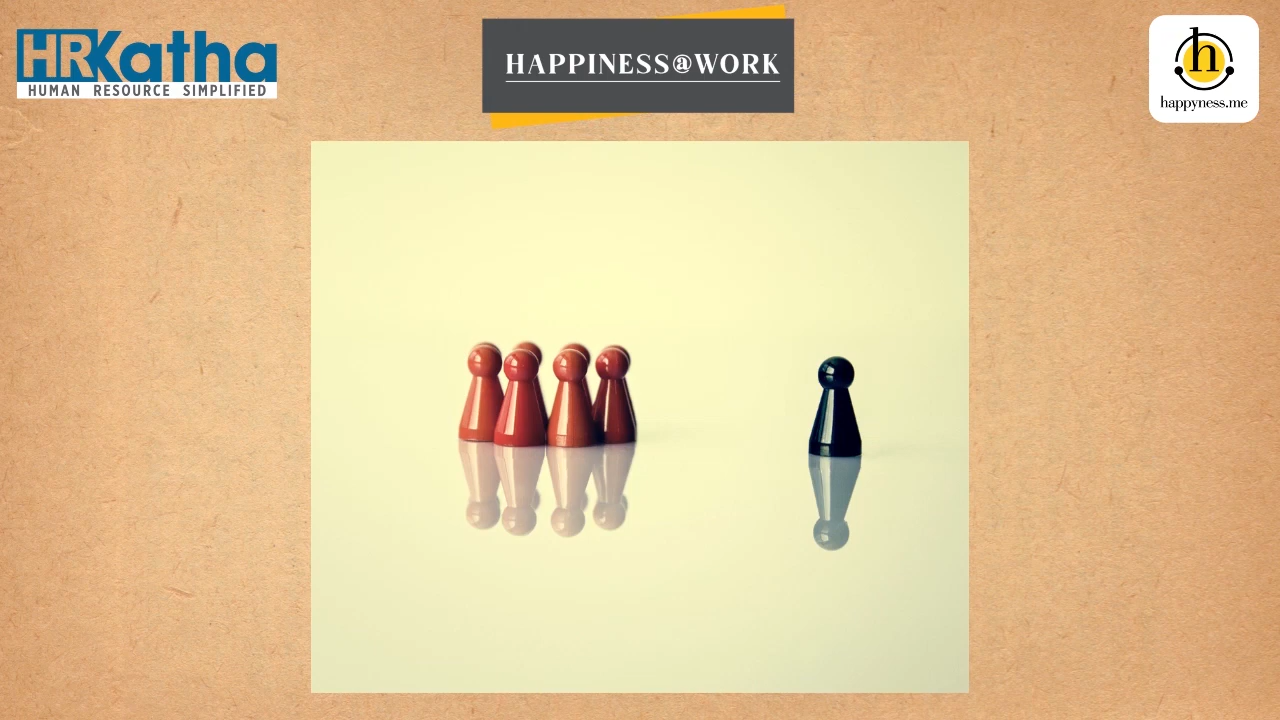 HRKatha
HUMAN RESOURCE SIMPLIFIED
HAPPINESS@WORK
h
happyness.me